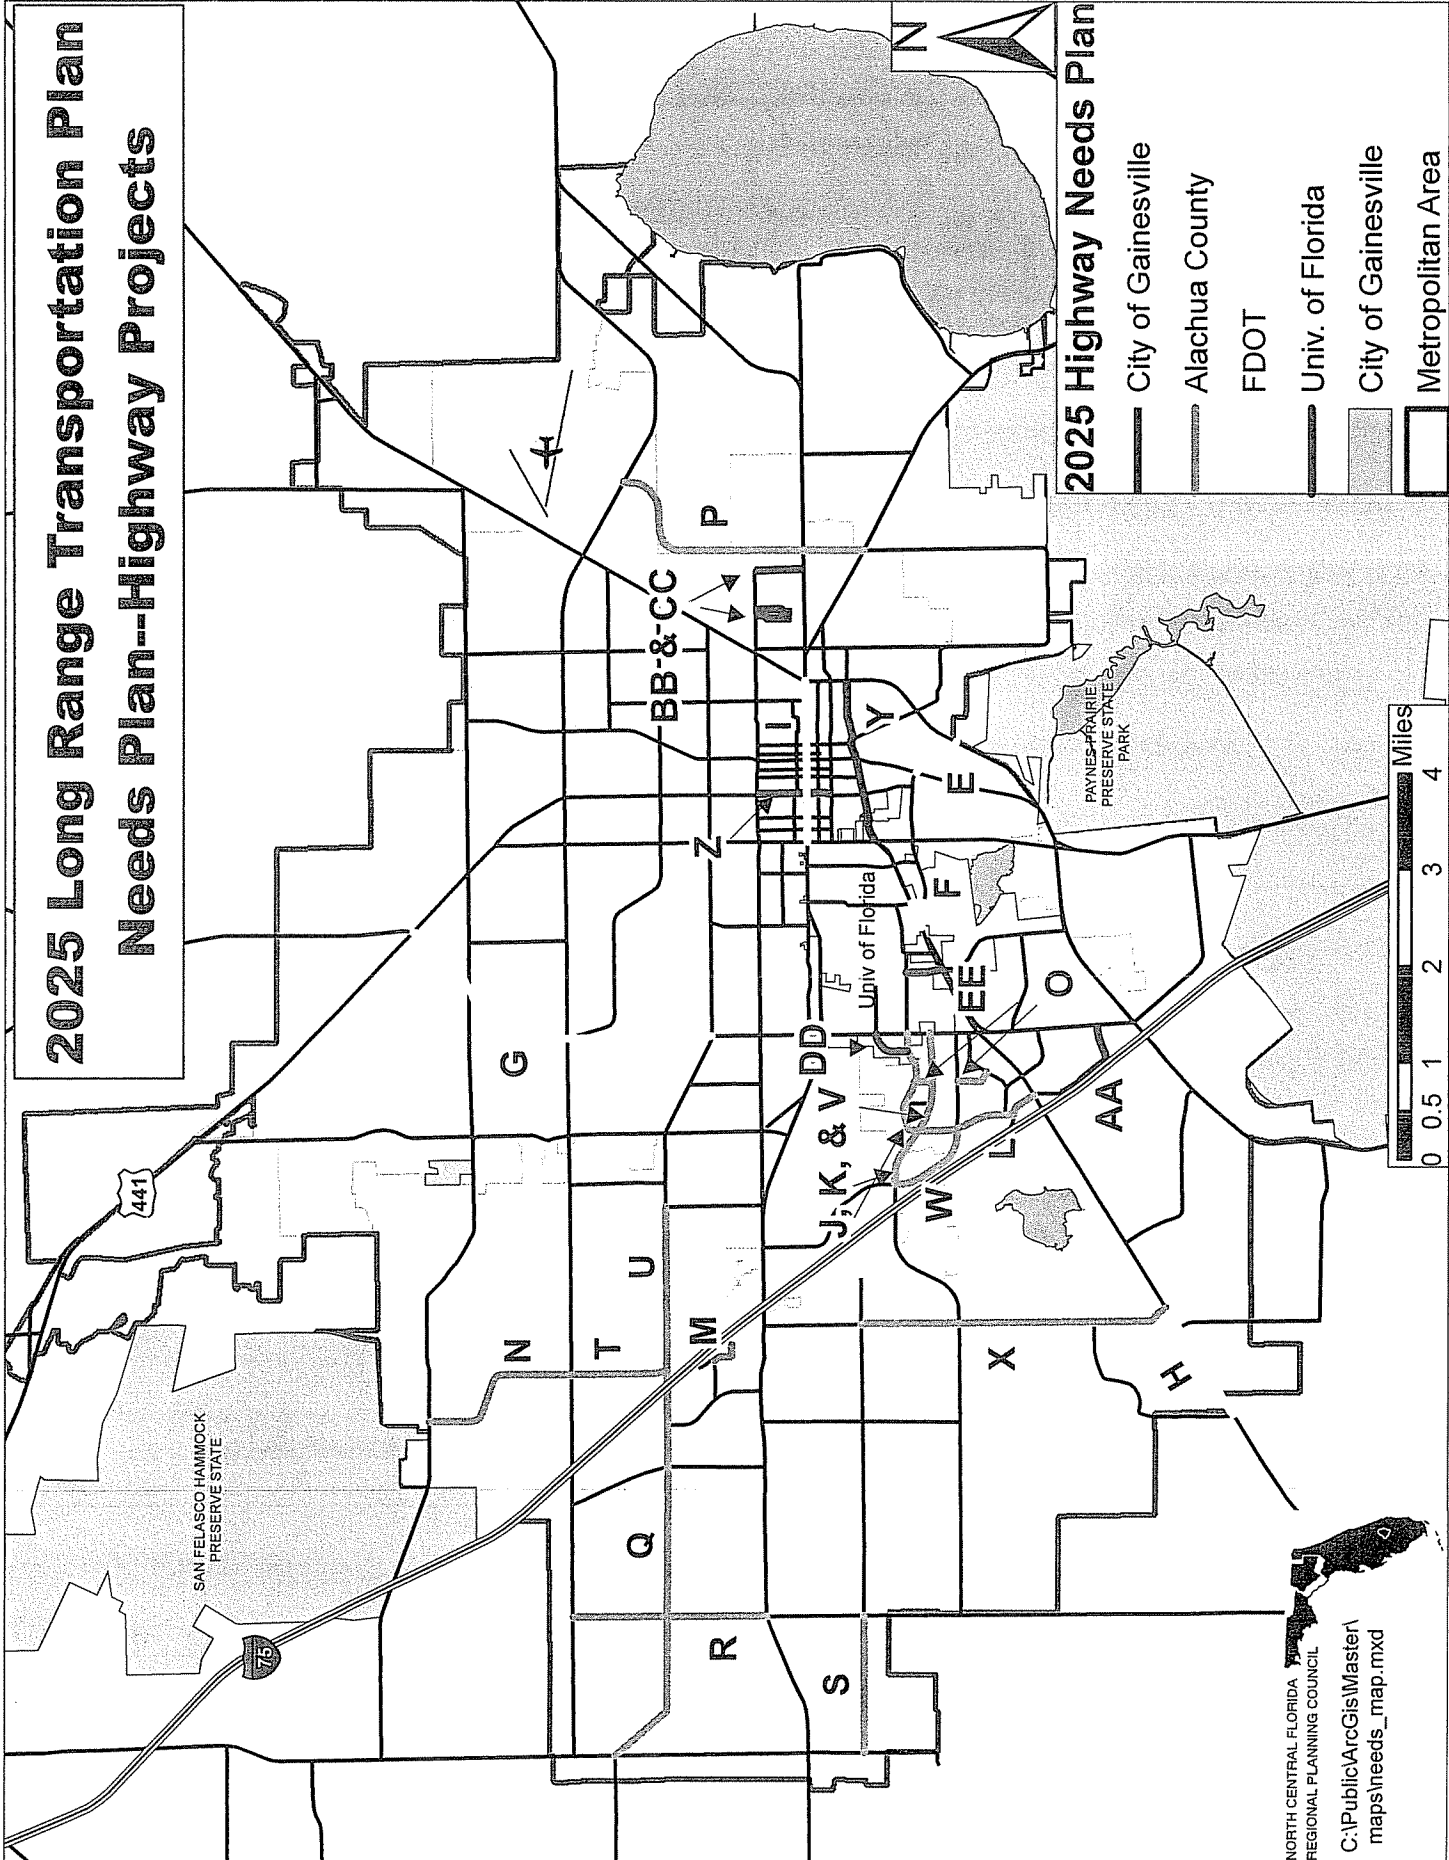 2025 Long Range Transportation Plan
Needs Plan--Highway Projects
441
75
SAN FELASCO HAMMOCK
PRESERVE STATE
N
T
U
M
Q
R
S
G
Z
BB-&-CC
P
I
Y
E
F
Univ of Florida
EE
O
DD
J, K, & V
L
W
AA
X
H
PAYNES PRAIRIE
PRESERVE STATE
PARK
N
2025 Highway Needs Plan
City of Gainesville
Alachua County
FDOT
Univ. of Florida
City of Gainesville
Metropolitan Area
0 0.5 1 2 3 4
Miles
NORTH CENTRAL FLORIDA
REGIONAL PLANNING COUNCIL
C:\Public\ArcGis\Master\
maps\needs_map.mxd